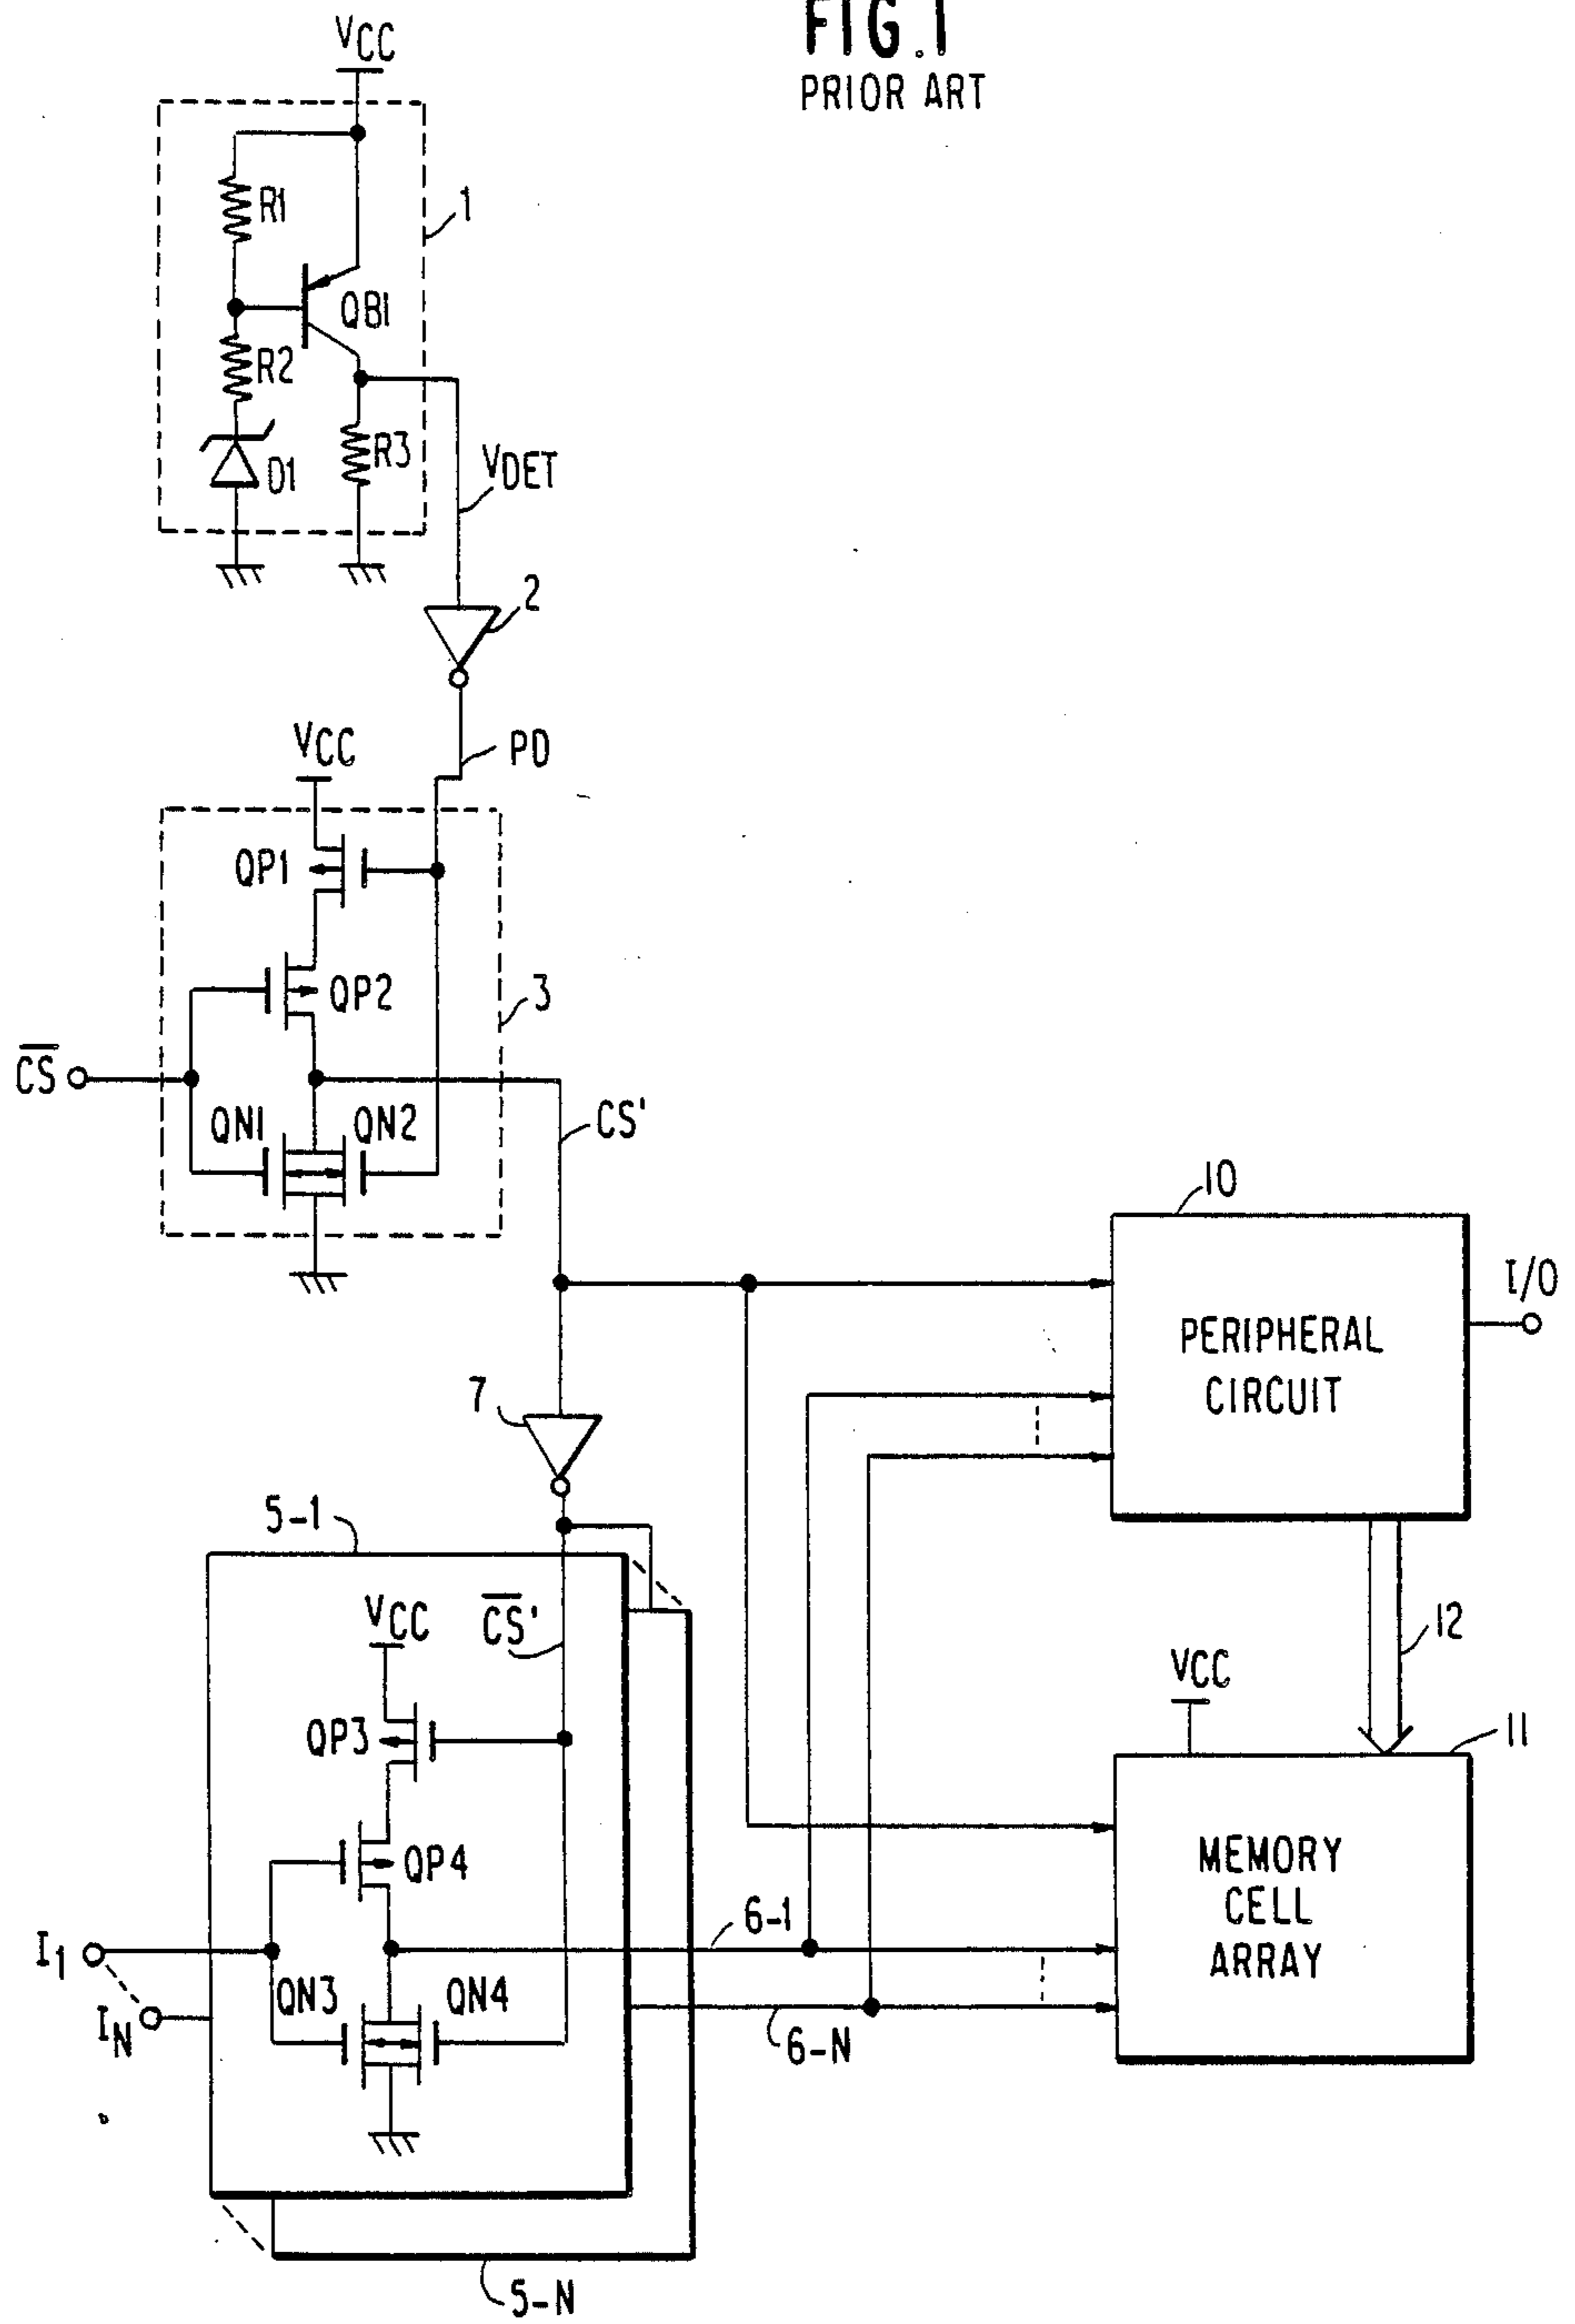 FIG. 1
PRIOR ART
VCC
R1
1
QB1
R2
D1
R3
VDET
2
PD
VCC
QP1
QP2
3
C̅S̅
QN1
QN2
CS'
10
PERIPHERAL
CIRCUIT
I/O
7
5-1
VCC
C̅S̅'
QP3
QP4
12
VCC
11
MEMORY
CELL
ARRAY
6-1
I1
IN
QN3
QN4
6-N
5-N